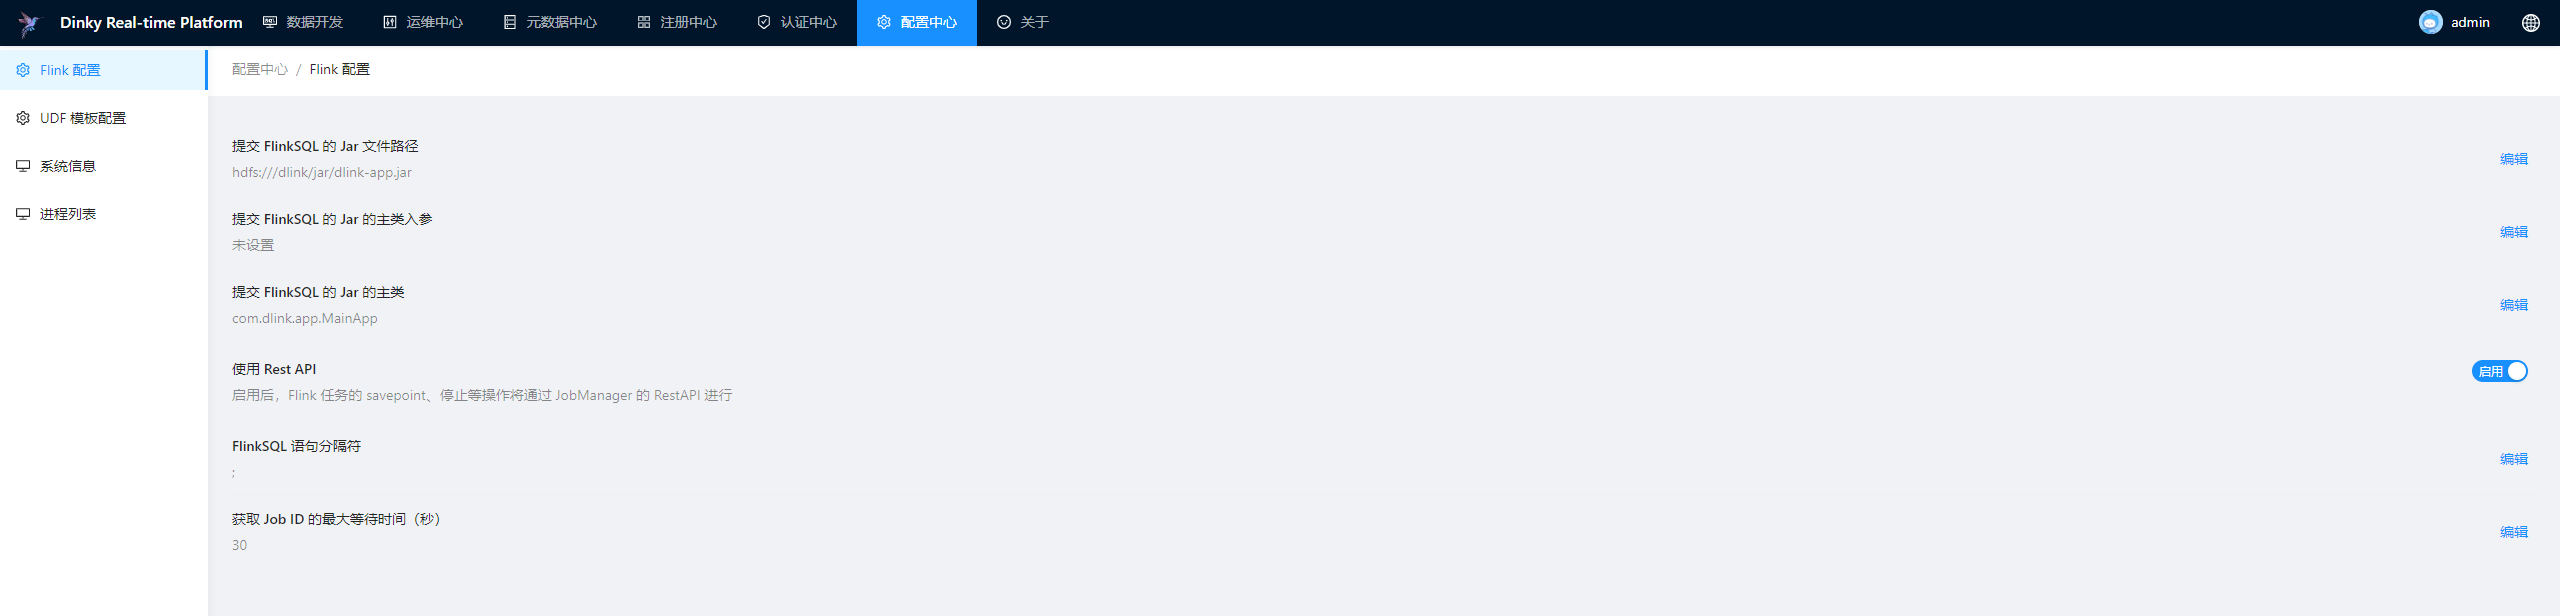 Dinky Real-time Platform 数据开发 运维中心 元数据中心 注册中心 认证中心 配置中心 关于 admin
Flink 配置
UDF 模板配置
系统信息
进程列表
配置中心 / Flink 配置
提交 FlinkSQL 的 Jar 文件路径
hdfs:///dlink/jar/dlink-app.jar
编辑
提交 FlinkSQL 的 Jar 的主类入参
未设置
编辑
提交 FlinkSQL 的 Jar 的主类
com.dlink.app.MainApp
编辑
使用 Rest API
启用后，Flink 任务的 savepoint、停止等操作将通过 JobManager 的 RestAPI 进行
启用
FlinkSQL 语句分隔符
;
编辑
获取 Job ID 的最大等待时间（秒）
30
编辑